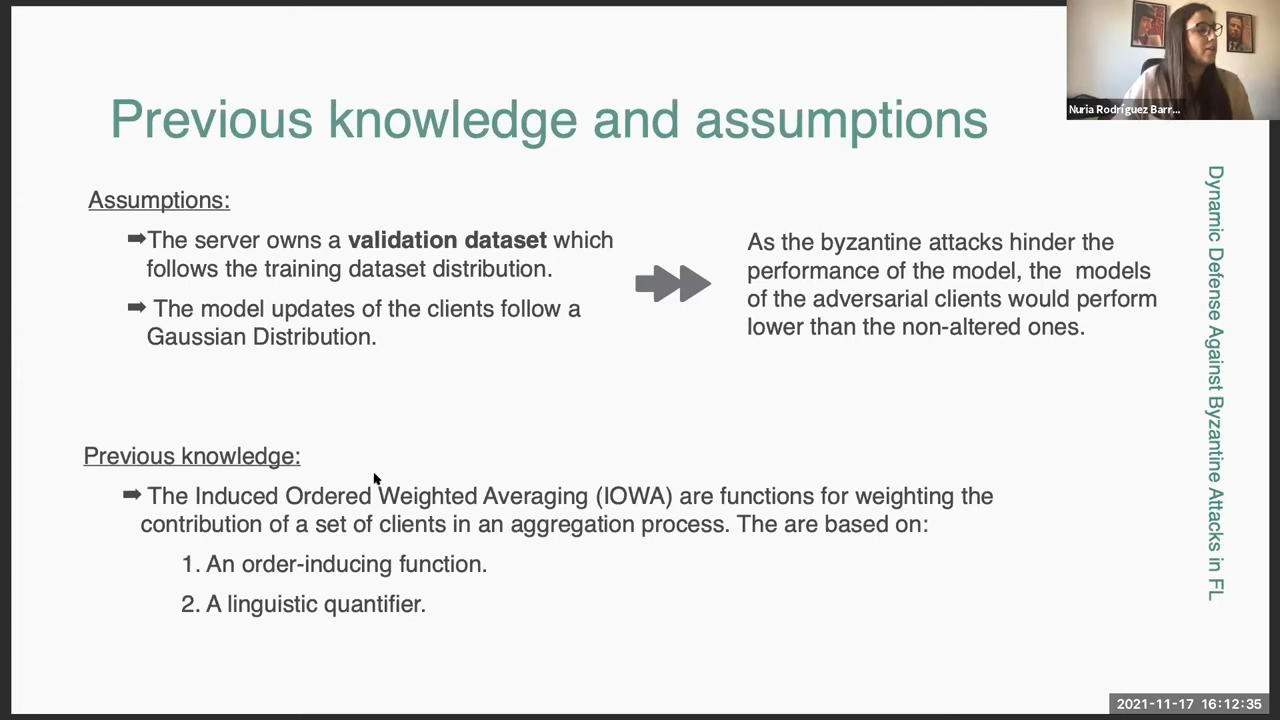 Previous knowledge and assumptions
Nuria Rodríguez Barr...
Assumptions:
➡The server owns a validation dataset which
follows the training dataset distribution.
➡ The model updates of the clients follow a
Gaussian Distribution.
As the byzantine attacks hinder the
performance of the model, the models
of the adversarial clients would perform
lower than the non-altered ones.
Previous knowledge:
➡ The Induced Ordered Weighted Averaging (IOWA) are functions for weighting the
contribution of a set of clients in an aggregation process. The are based on:
1. An order-inducing function.
2. A linguistic quantifier.
Dynamic Defense Against Byzantine Attacks in FL
2021-11-17 16:12:35